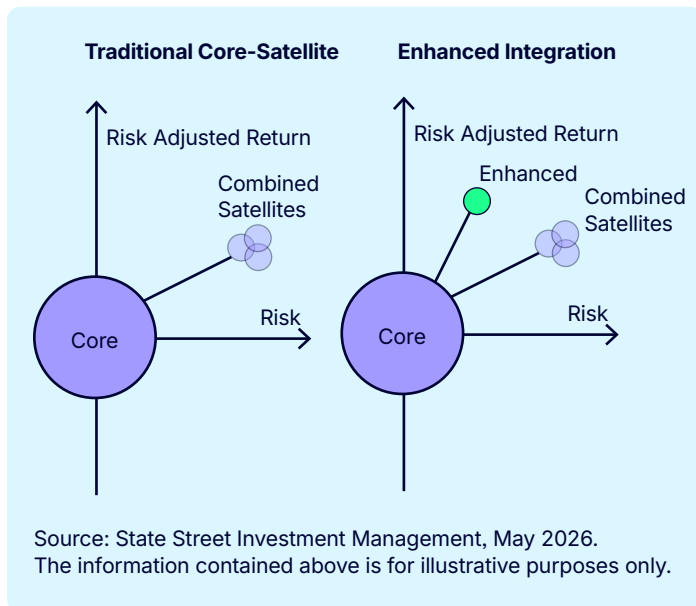 Traditional Core-Satellite
Risk Adjusted Return
Combined
Satellites
Risk
Core
Enhanced Integration
Risk Adjusted Return
Enhanced
Combined
Satellites
Risk
Core
Source: State Street Investment Management, May 2026.
The information contained above is for illustrative purposes only.